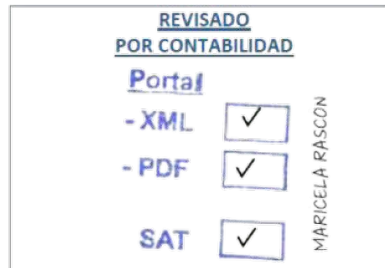 REVISADO
POR CONTABILIDAD
Portal
- XML ✓
- PDF ✓
SAT ✓
MARICELA RASCON